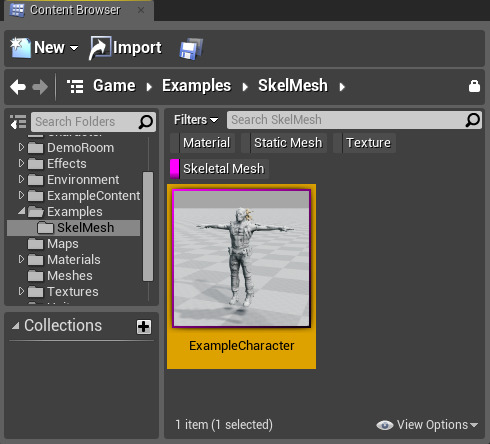 Content Browser
New Import
Game Examples SkelMesh
Search Folders
DemoRoom
Effects
Environment
ExampleContent
Examples
SkelMesh
Maps
Materials
Meshes
Textures
Collections
Filters Search SkelMesh
Material Static Mesh Texture
Skeletal Mesh
ExampleCharacter
1 item (1 selected) View Options